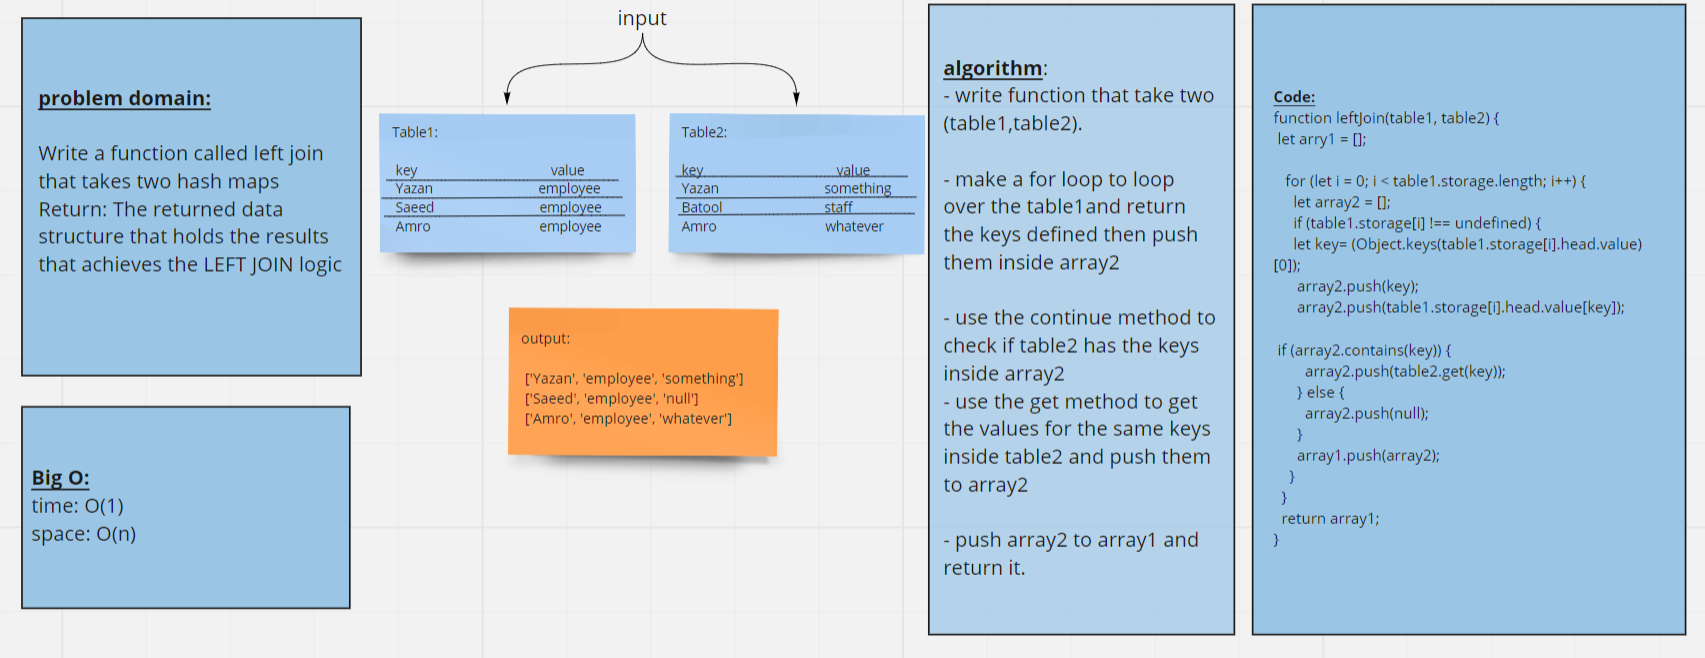 problem domain:
Write a function called left join
that takes two hash maps
Return: The returned data
structure that holds the results
that achieves the LEFT JOIN logic
Big O:
time: O(1)
space: O(n)
input
Table1:
key value
Yazan employee
Saeed employee
Amro employee
Table2:
key value
Yazan something
Batool staff
Amro whatever
output:
['Yazan', 'employee', 'something']
['Saeed', 'employee', 'null']
['Amro', 'employee', 'whatever']
algorithm:
- write function that take two
(table1,table2).
- make a for loop to loop
over the table1and return
the keys defined then push
them inside array2
- use the continue method to
check if table2 has the keys
inside array2
- use the get method to get
the values for the same keys
inside table2 and push them
to array2
- push array2 to array1 and
return it.
Code:
function leftJoin(table1, table2) {
let arry1 = [];
for (let i = 0; i < table1.storage.length; i++) {
let array2 = [];
if (table1.storage[i] !== undefined) {
let key= (Object.keys(table1.storage[i].head.value)
[0]);
array2.push(key);
array2.push(table1.storage[i].head.value[key]);
if (array2.contains(key)) {
array2.push(table2.get(key));
} else {
array2.push(null);
}
array1.push(array2);
}
}
return array1;
}